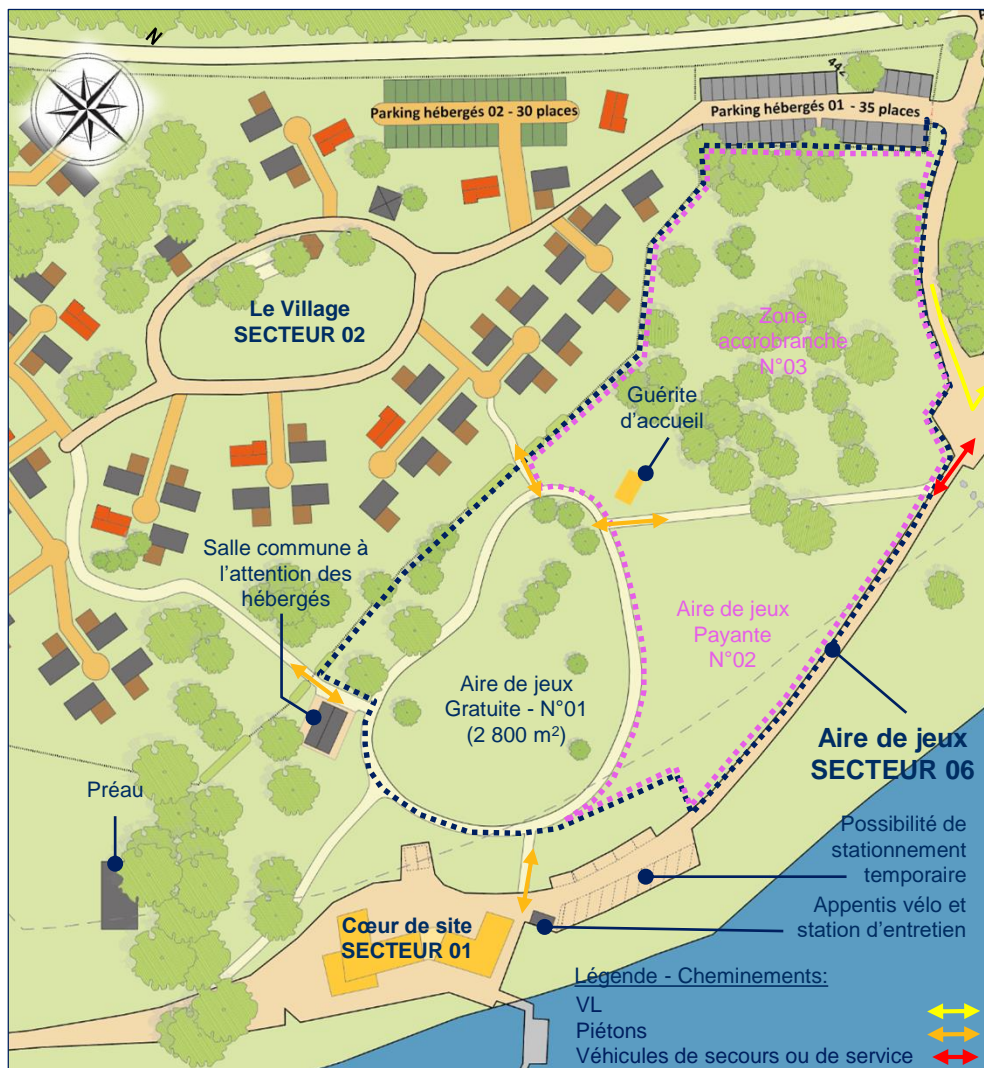 N
442
Parking hébergés 02 - 30 places
Parking hébergés 01 - 35 places
Le Village
SECTEUR 02
Zone
accrobranche
N°03
Guérite
d'accueil
Salle commune à
l'attention des
hébergés
Aire de jeux
Payante
N°02
Aire de jeux
Gratuite - N°01
(2 800 m²)
Aire de jeux
SECTEUR 06
Préau
Possibilité de
stationnement
temporaire
Appentis vélo et
station d'entretien
Cœur de site
SECTEUR 01
Légende - Cheminements:
VL
Piétons
Véhicules de secours ou de service